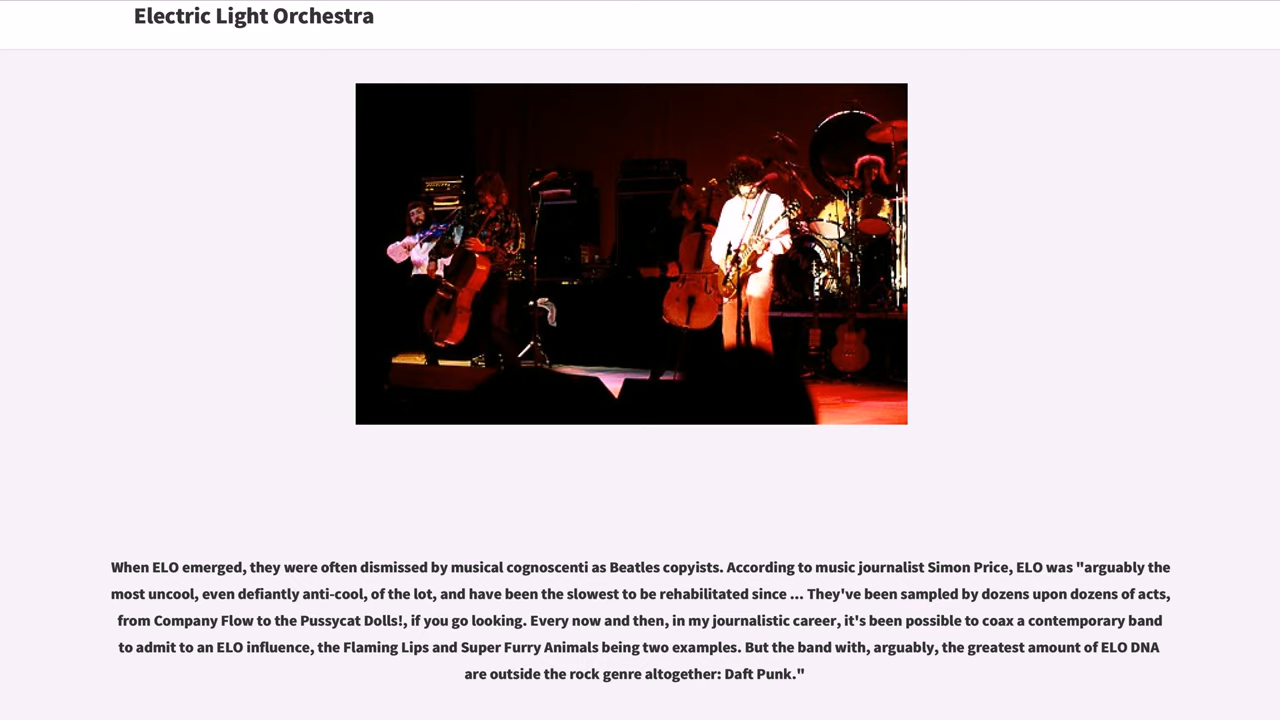 Electric Light Orchestra
When ELO emerged, they were often dismissed by musical cognoscenti as Beatles copyists. According to music journalist Simon Price, ELO was "arguably the
most uncool, even defiantly anti-cool, of the lot, and have been the slowest to be rehabilitated since ... They've been sampled by dozens upon dozens of acts,
from Company Flow to the Pussycat Dolls!, if you go looking. Every now and then, in my journalistic career, it's been possible to coax a contemporary band
to admit to an ELO influence, the Flaming Lips and Super Furry Animals being two examples. But the band with, arguably, the greatest amount of ELO DNA
are outside the rock genre altogether: Daft Punk."